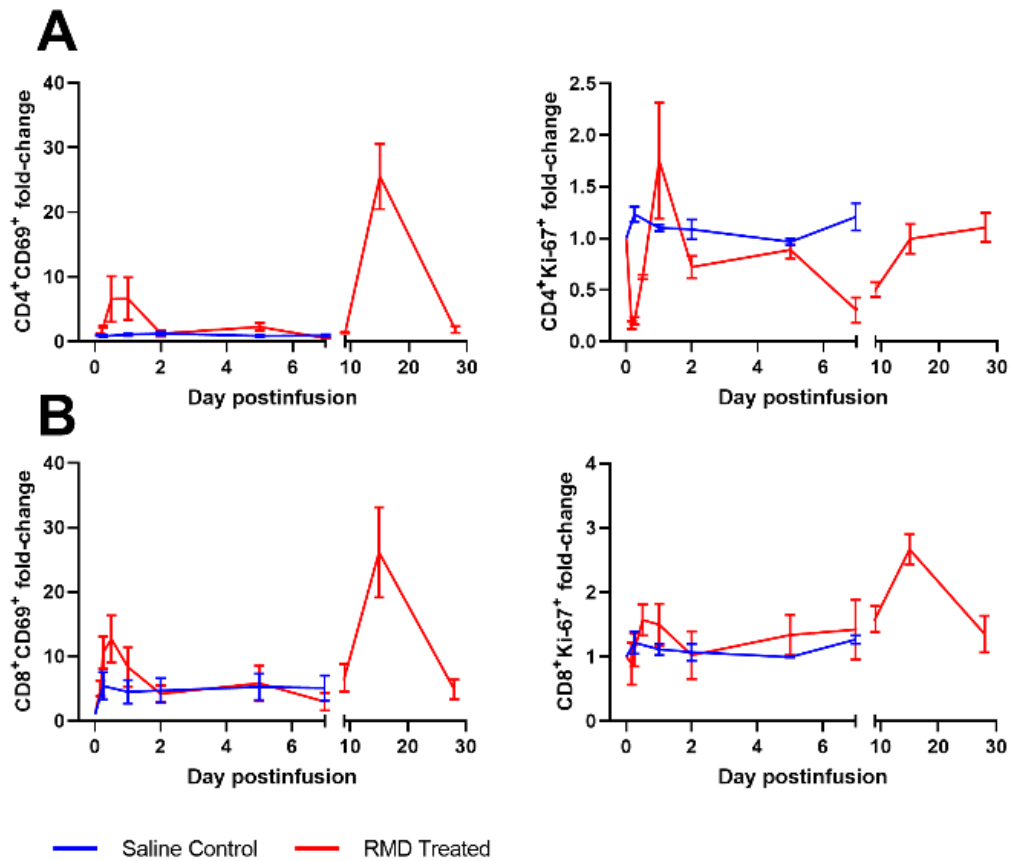 A
CD4+CD69+ fold-change
40
30
20
10
0
0 2 4 6 10 20 30
Day postinfusion
CD4+Ki-67+ fold-change
2.5
2.0
1.5
1.0
0.5
0.0
0 2 4 6 10 20 30
Day postinfusion
B
CD8+CD69+ fold-change
40
30
20
10
0
0 2 4 6 10 20 30
Day postinfusion
CD8+Ki-67+ fold-change
4
3
2
1
0
0 2 4 6 10 20 30
Day postinfusion
Saline Control RMD Treated